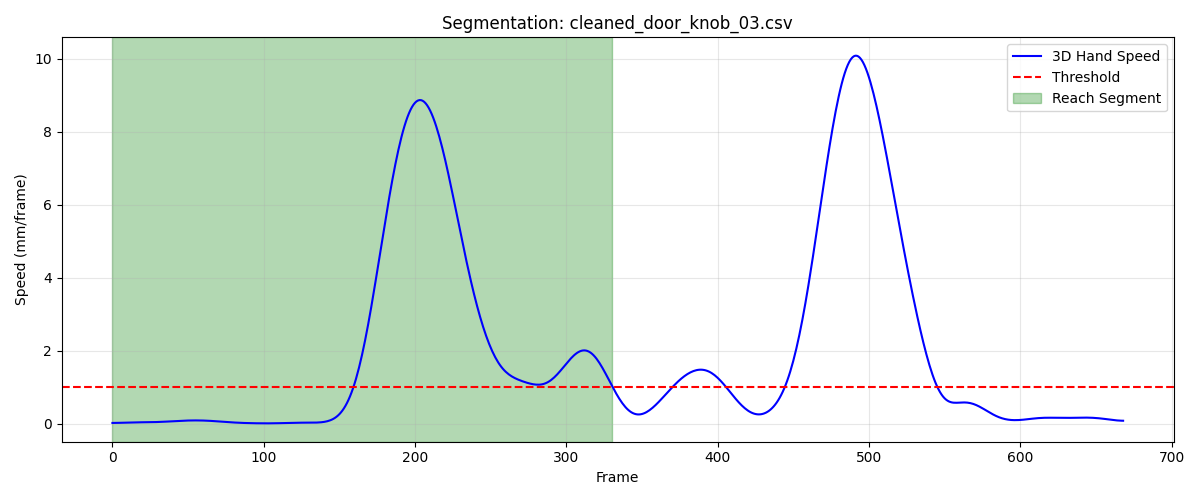 Segmentation: cleaned_door_knob_03.csv
3D Hand Speed
Threshold
Reach Segment
Speed (mm/frame)
10
8
6
4
2
0
0 100 200 300 400 500 600 700
Frame